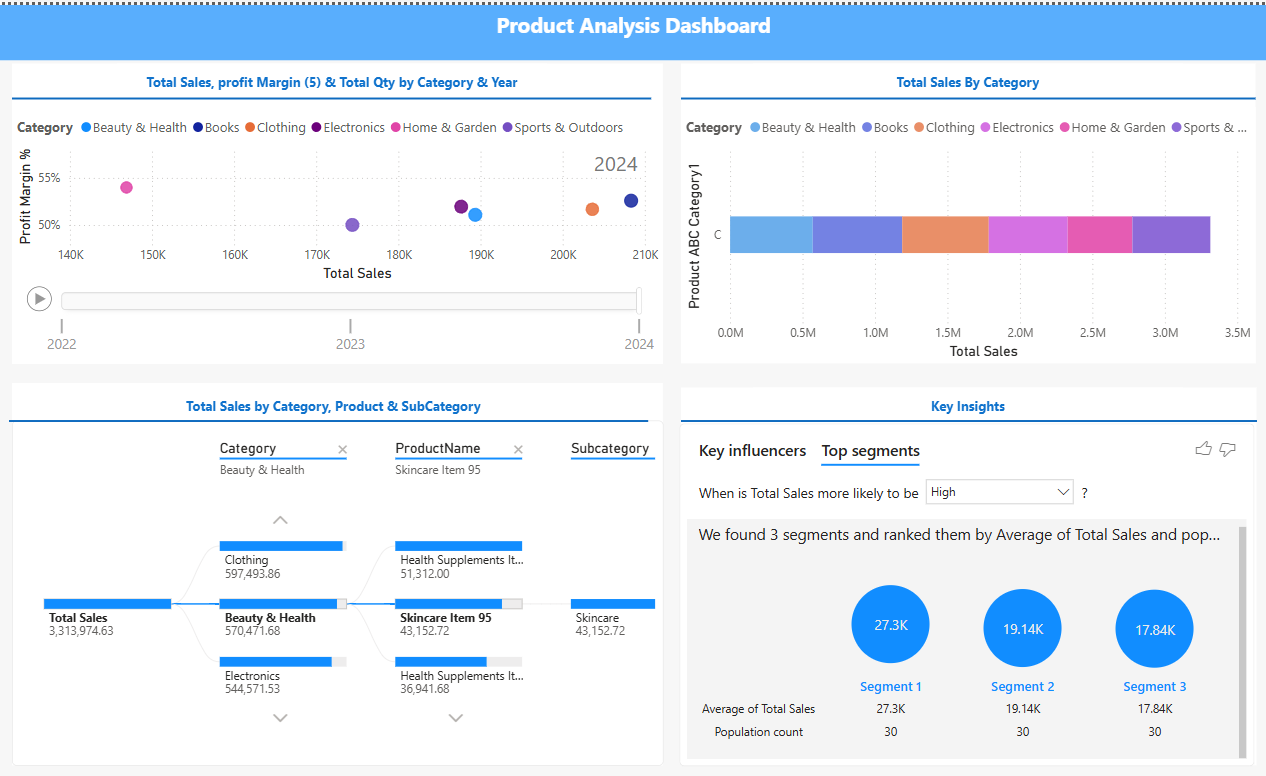 Product Analysis Dashboard
Total Sales, profit Margin (5) & Total Qty by Category & Year
Category Beauty & Health Books Clothing Electronics Home & Garden Sports & Outdoors
2024
Profit Margin %
55%
50%
140K 150K 160K 170K 180K 190K 200K 210K
Total Sales
2022 2023 2024
Total Sales By Category
Category Beauty & Health Books Clothing Electronics Home & Garden Sports & ...
Product ABC Category1
C
0.0M 0.5M 1.0M 1.5M 2.0M 2.5M 3.0M 3.5M
Total Sales
Total Sales by Category, Product & SubCategory
Category ProductName Subcategory
Beauty & Health Skincare Item 95
Clothing Health Supplements It...
597,493.86 51,312.00
Total Sales Beauty & Health Skincare Item 95 Skincare
3,313,974.63 570,471.68 43,152.72 43,152.72
Electronics Health Supplements It...
544,571.53 36,941.68
Key Insights
Key influencers Top segments
When is Total Sales more likely to be High ?
We found 3 segments and ranked them by Average of Total Sales and pop...
27.3K 19.14K 17.84K
Segment 1 Segment 2 Segment 3
Average of Total Sales 27.3K 19.14K 17.84K
Population count 30 30 30